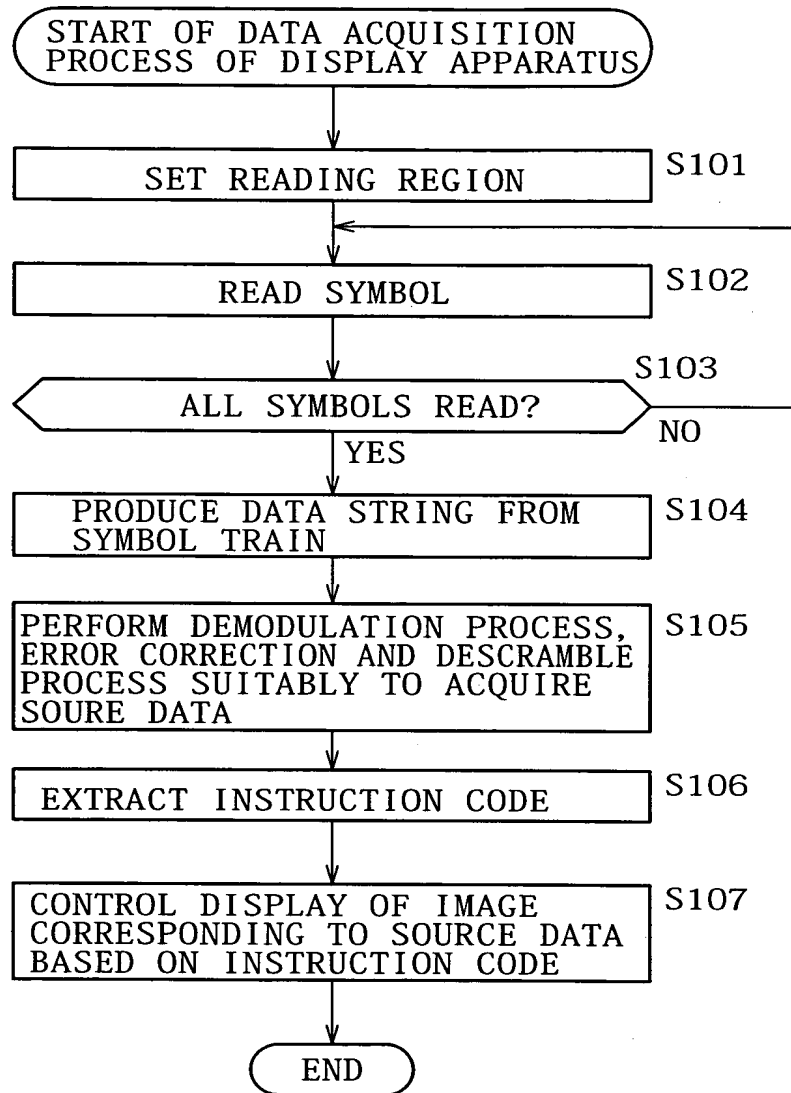 START OF DATA ACQUISITION
PROCESS OF DISPLAY APPARATUS
SET READING REGION
S101
READ SYMBOL
S102
S103
ALL SYMBOLS READ?
NO
YES
PRODUCE DATA STRING FROM
SYMBOL TRAIN
S104
PERFORM DEMODULATION PROCESS,
ERROR CORRECTION AND DESCRAMBLE
PROCESS SUITABLY TO ACQUIRE
SOURE DATA
S105
EXTRACT INSTRUCTION CODE
S106
CONTROL DISPLAY OF IMAGE
CORRESPONDING TO SOURCE DATA
BASED ON INSTRUCTION CODE
S107
END